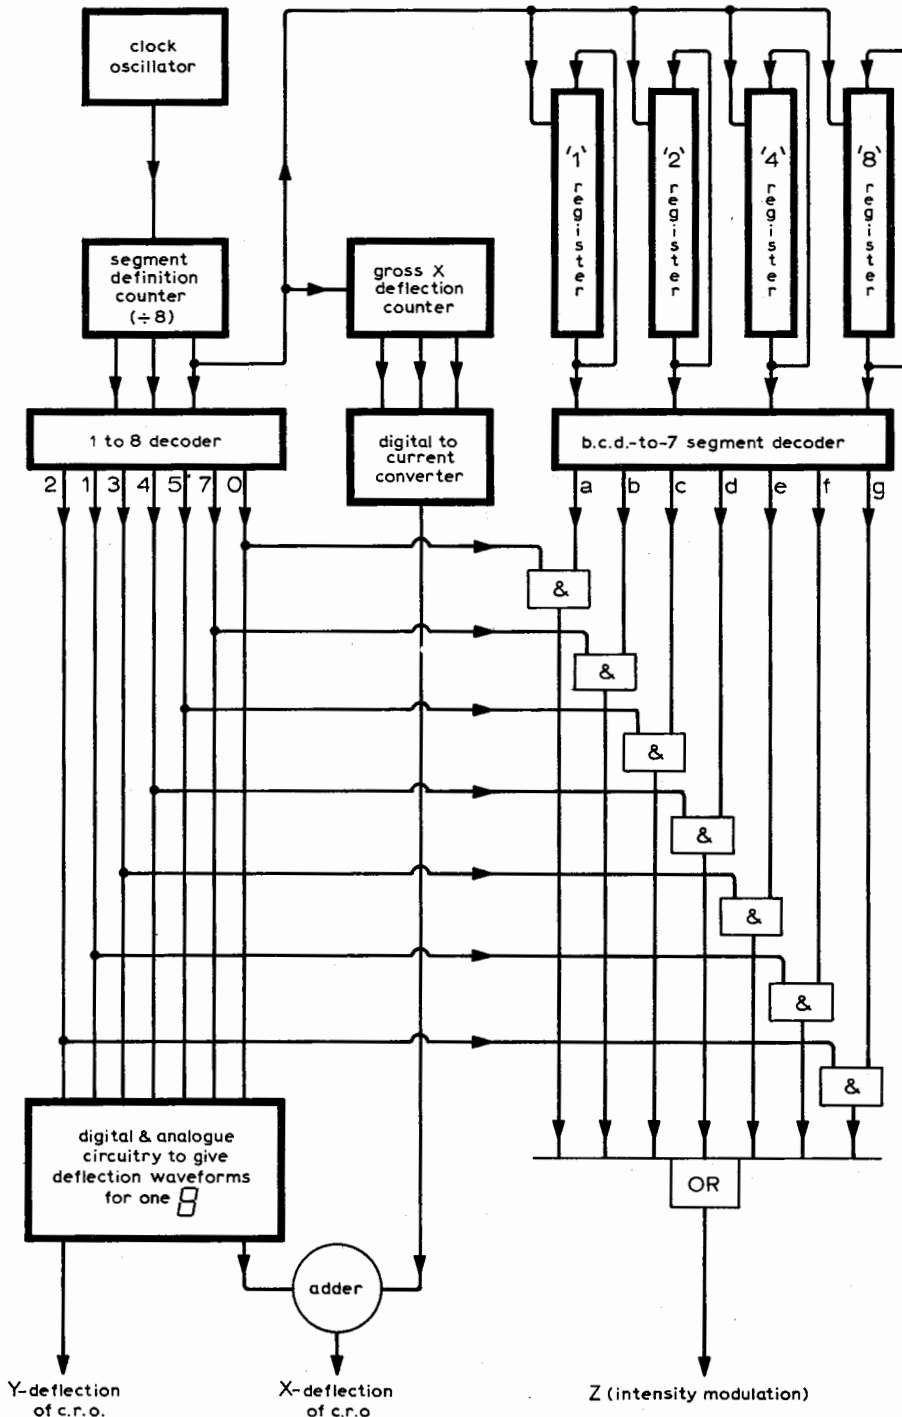 clock
oscillator
'1' register
'2' register
'4' register
'8' register
segment
definition
counter
(÷8)
gross X
deflection
counter
1 to 8 decoder
digital to
current
converter
b.c.d.-to-7 segment decoder
2 1 3 4 5 7 0
a b c d e f g
&
&
&
&
&
&
&
digital & analogue
circuitry to give
deflection waveforms
for one 8
OR
adder
Y-deflection
of c.r.o.
X-deflection
of c.r.o
Z (intensity modulation)